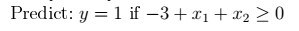 Predict: y = 1 if −3 + x₁ + x₂ ≥ 0